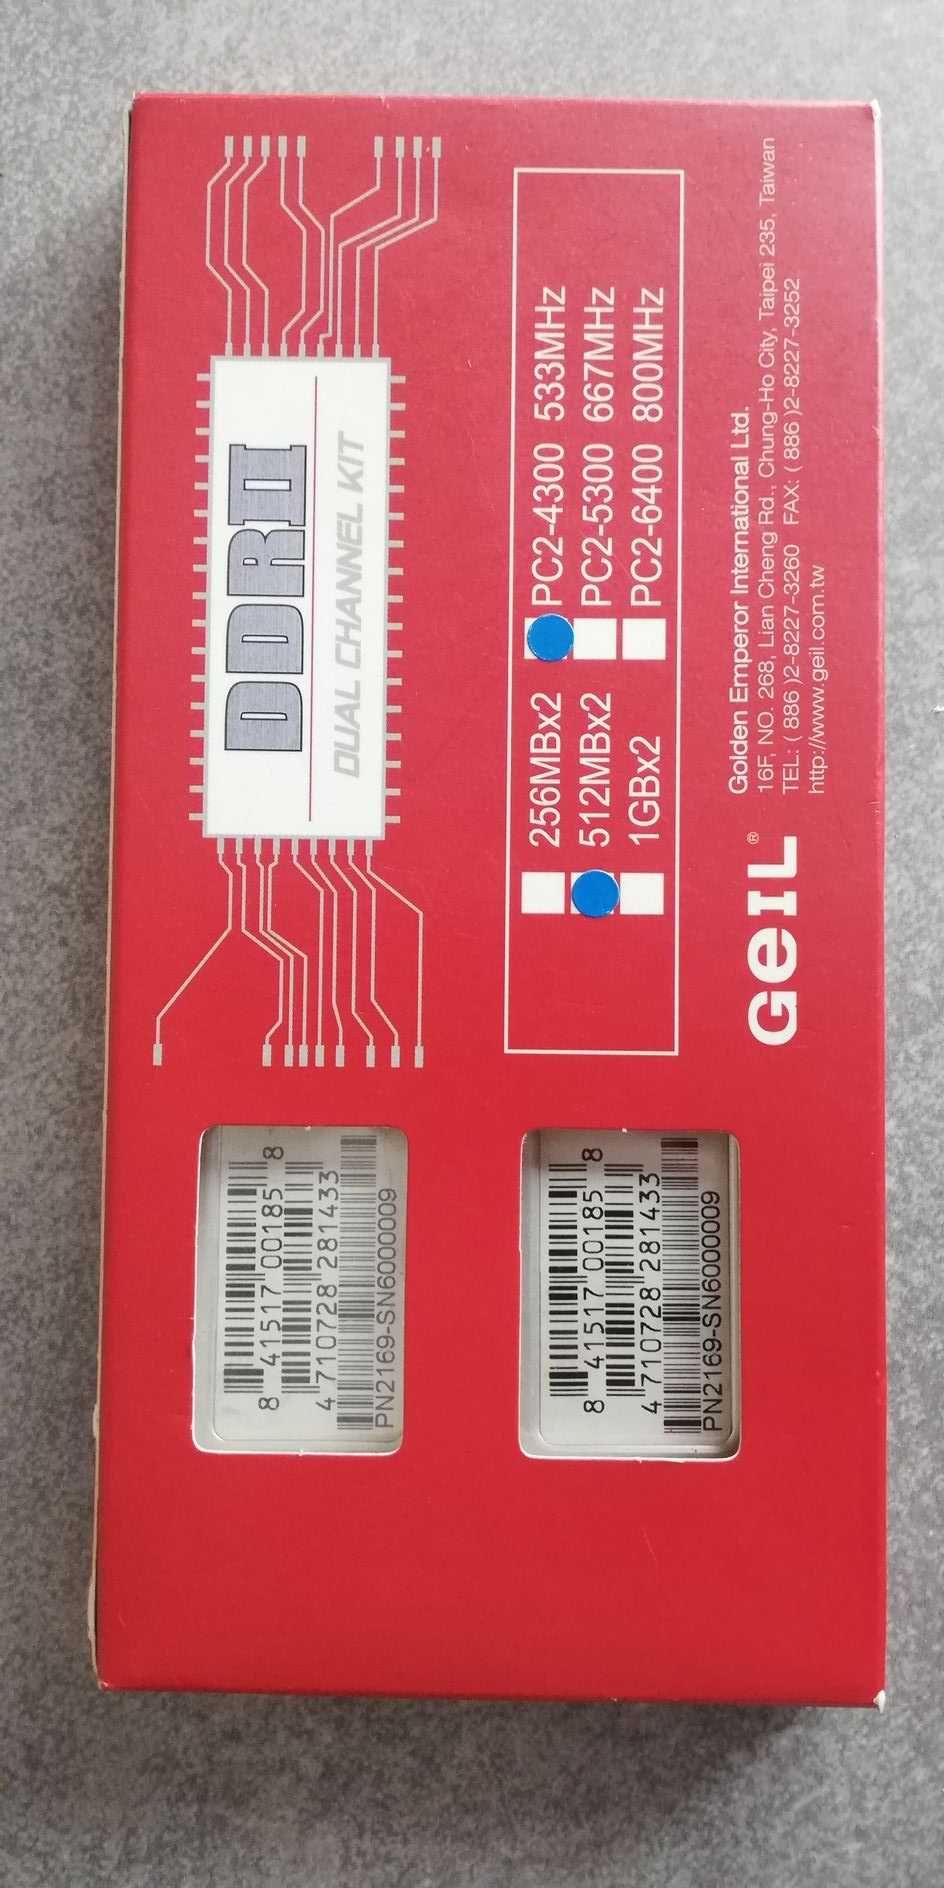 DDRII
DUAL CHANNEL KIT
256MBx2 PC2-4300 533MHz
512MBx2 PC2-5300 667MHz
1GBx2 PC2-6400 800MHz
GeIL®
Golden Emperor International Ltd.
16F, NO. 268, Lian Cheng Rd., Chung-Ho City, Taipei 235, Taiwan
TEL: ( 886 )2-8227-3260 FAX: ( 886 )2-8227-3252
http://www.geil.com.tw
8 41517 00185 8
4 710728 281433
PN2169-SN6000009
8 41517 00185 8
4 710728 281433
PN2169-SN6000009